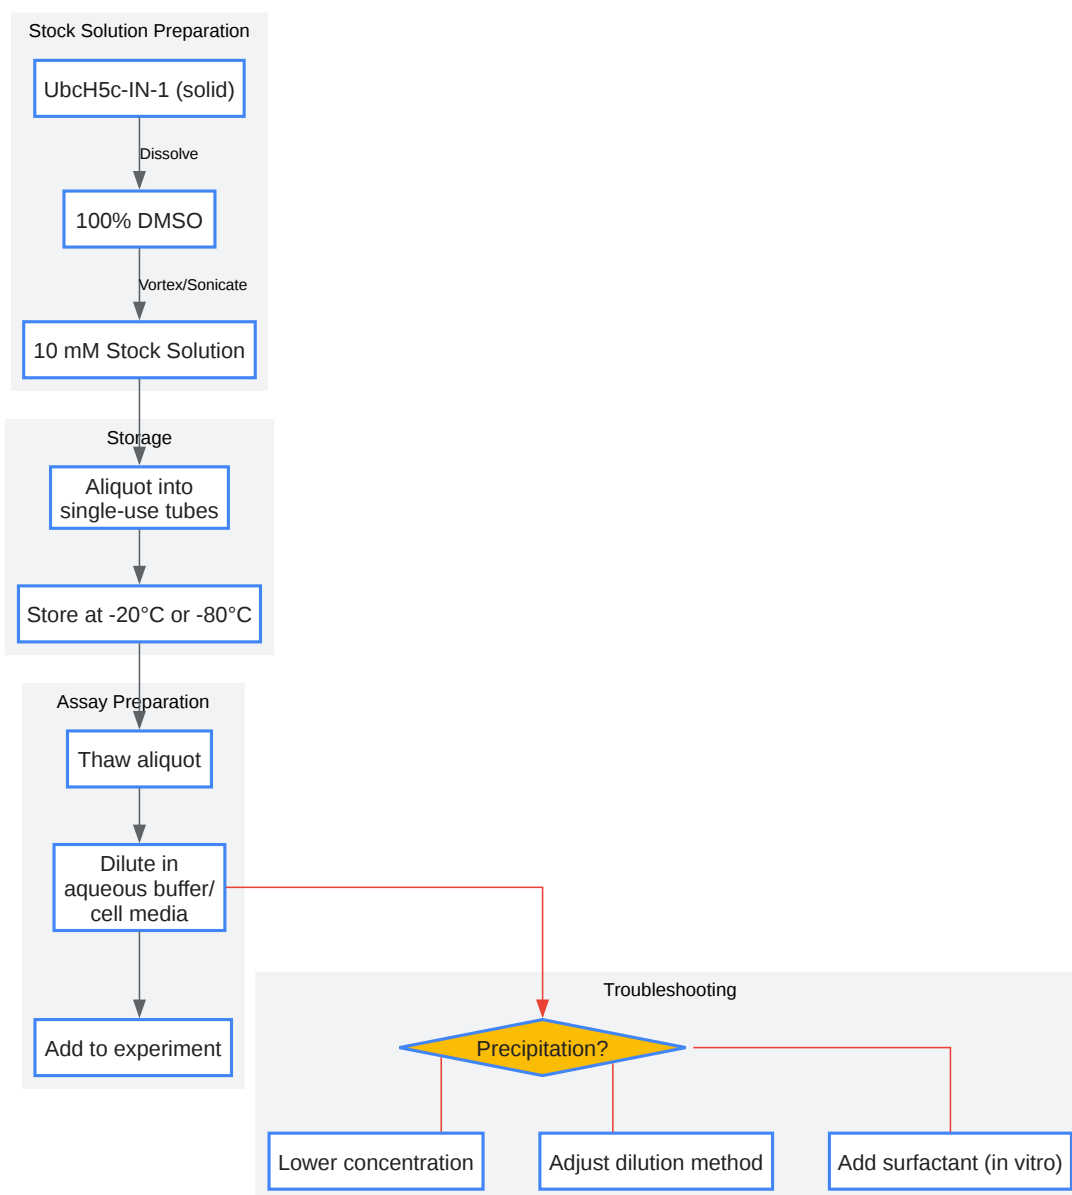 Stock Solution Preparation
UbcH5c-IN-1 (solid)
Dissolve
100% DMSO
Vortex/Sonicate
10 mM Stock Solution
Storage
Aliquot into
single-use tubes
Store at -20°C or -80°C
Assay Preparation
Thaw aliquot
Dilute in
aqueous buffer/
cell media
Add to experiment
Troubleshooting
Precipitation?
Lower concentration
Adjust dilution method
Add surfactant (in vitro)